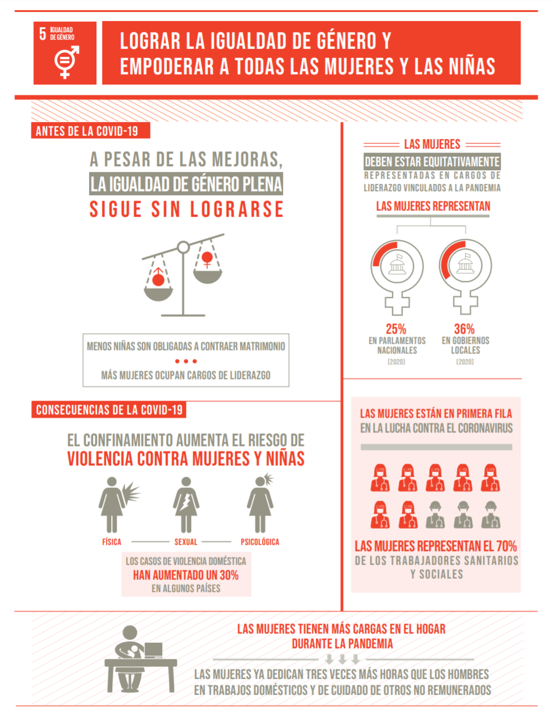 5 IGUALDAD
DE GÉNERO
LOGRAR LA IGUALDAD DE GÉNERO Y
EMPODERAR A TODAS LAS MUJERES Y LAS NIÑAS
ANTES DE LA COVID-19
A PESAR DE LAS MEJORAS,
LA IGUALDAD DE GÉNERO PLENA
SIGUE SIN LOGRARSE
MENOS NIÑAS SON OBLIGADAS A CONTRAER MATRIMONIO
MÁS MUJERES OCUPAN CARGOS DE LIDERAZGO
LAS MUJERES
DEBEN ESTAR EQUITATIVAMENTE
REPRESENTADAS EN CARGOS DE
LIDERAZGO VINCULADOS A LA PANDEMIA
LAS MUJERES REPRESENTAN
25%
EN PARLAMENTOS
NACIONALES
(2020)
36%
EN GOBIERNOS
LOCALES
(2020)
CONSECUENCIAS DE LA COVID-19
EL CONFINAMIENTO AUMENTA EL RIESGO DE
VIOLENCIA CONTRA MUJERES Y NIÑAS
FÍSICA
SEXUAL
PSICOLÓGICA
LOS CASOS DE VIOLENCIA DOMÉSTICA
HAN AUMENTADO UN 30%
EN ALGUNOS PAÍSES
LAS MUJERES ESTÁN EN PRIMERA FILA
EN LA LUCHA CONTRA EL CORONAVIRUS
LAS MUJERES REPRESENTAN EL 70%
DE LOS TRABAJADORES SANITARIOS
Y SOCIALES
LAS MUJERES TIENEN MÁS CARGAS EN EL HOGAR
DURANTE LA PANDEMIA
LAS MUJERES YA DEDICAN TRES VECES MÁS HORAS QUE LOS HOMBRES
EN TRABAJOS DOMÉSTICOS Y DE CUIDADO DE OTROS NO REMUNERADOS